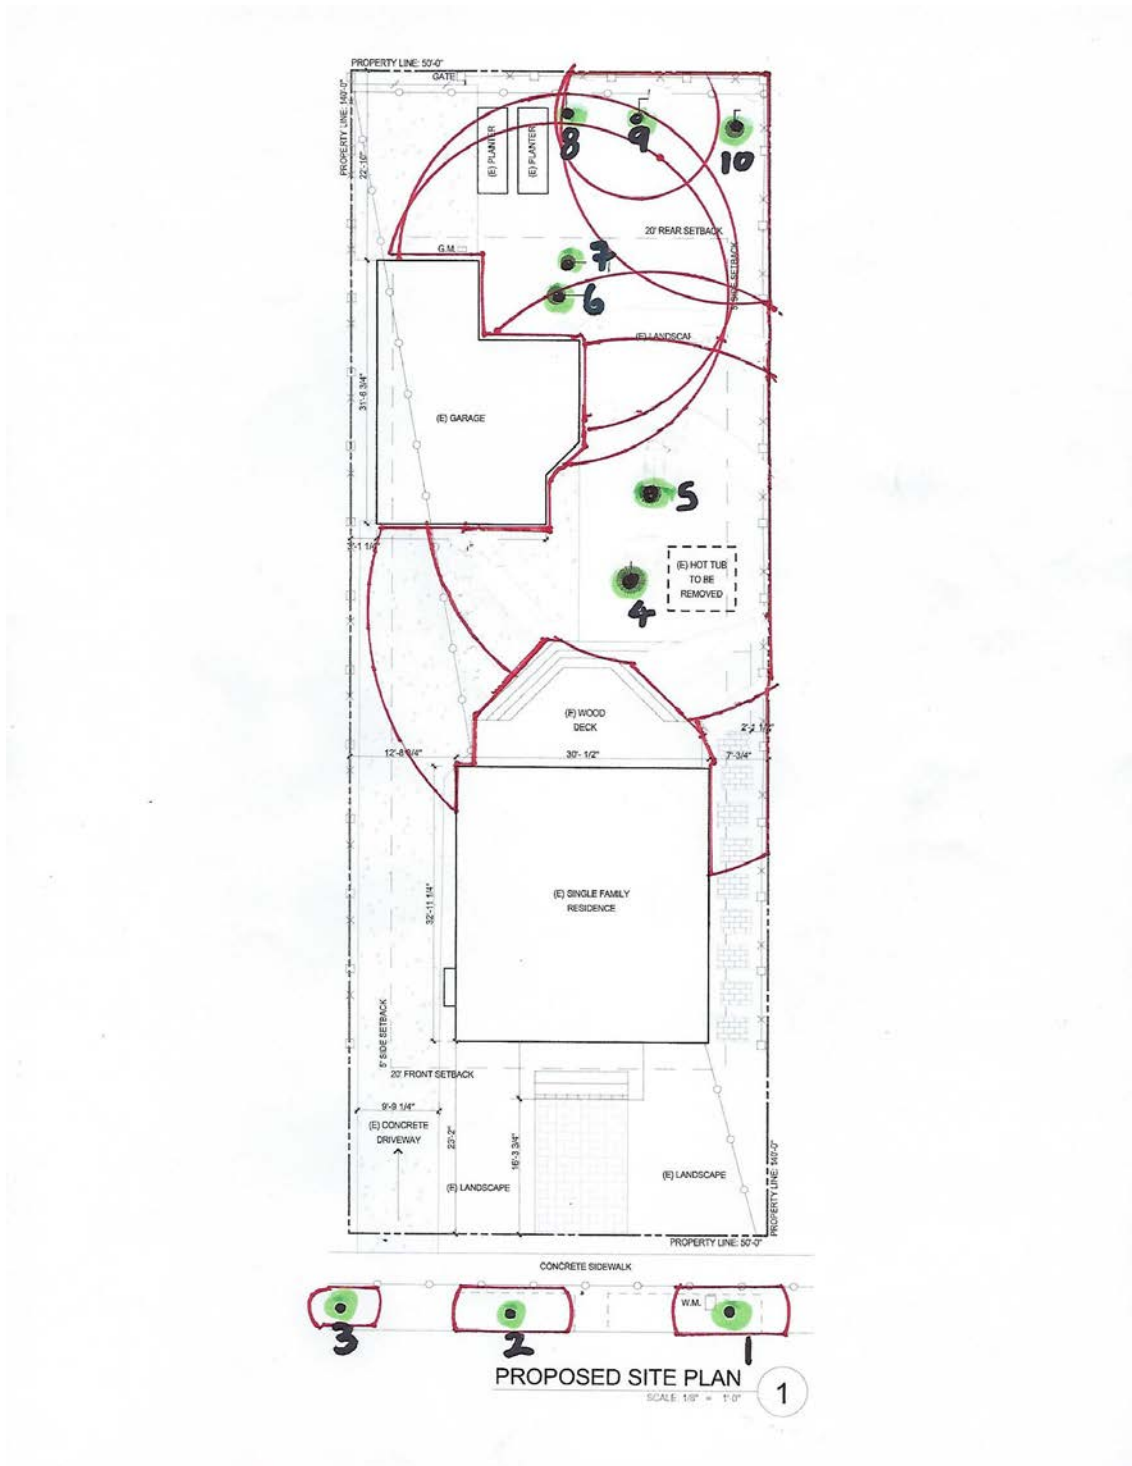 PROPERTY LINE: 50'-0"
GATE
PROPERTY LINE: 140'-0"
22'-10"
(E) PLANTER
(E) PLANTER
8
9
10
20' REAR SETBACK
G.M.
7
5' SIDE SETBACK
6
31'-6 3/4"
(E) GARAGE
5
(E) HOT TUB
TO BE
REMOVED
4
(E) WOOD
DECK
12'-8 3/4"
30'- 1/2"
7'-3/4"
32'-11 1/4"
(E) SINGLE FAMILY
RESIDENCE
5' SIDE SETBACK
20' FRONT SETBACK
9'-9 1/4"
(E) CONCRETE
DRIVEWAY
23'-2"
16'-3 3/4"
(E) LANDSCAPE
(E) LANDSCAPE
PROPERTY LINE: 140'-0"
PROPERTY LINE: 50'-0"
CONCRETE SIDEWALK
W.M.
3
2
1
PROPOSED SITE PLAN
1
SCALE: 1/8" = 1'-0"